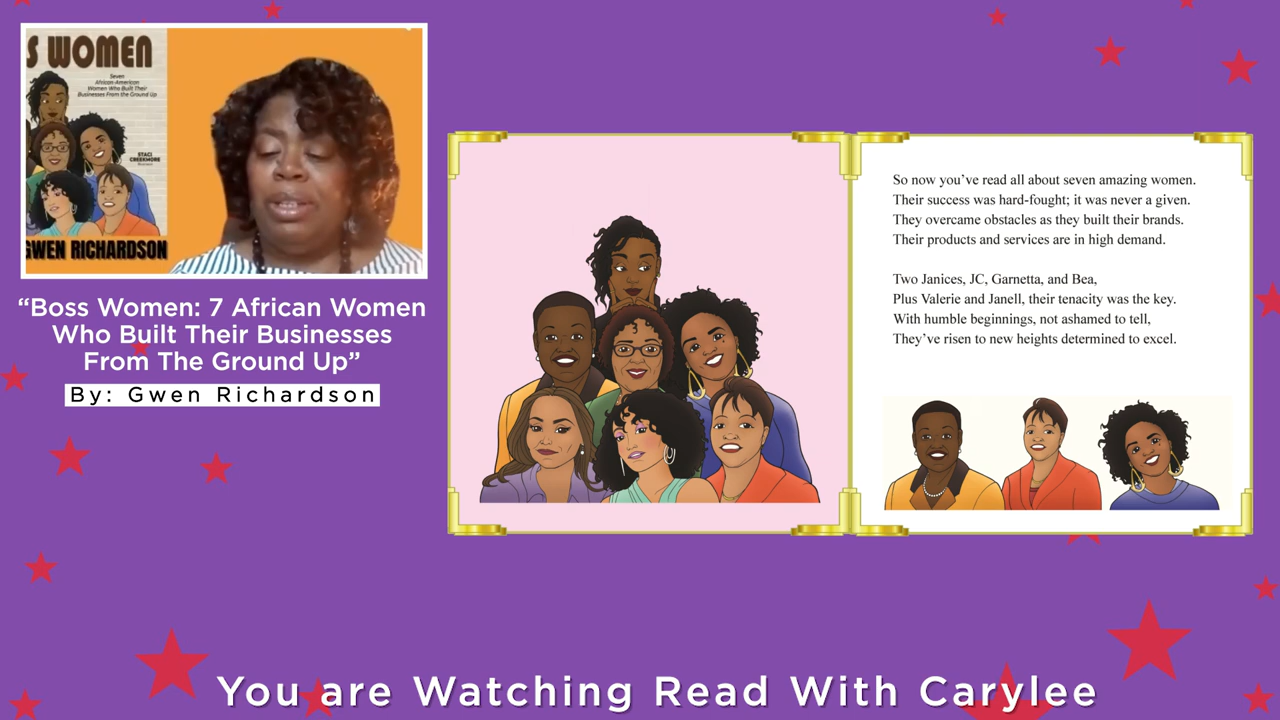 S WOMEN
Seven
African-American
Women Who Built Their
Businesses From the Ground Up
STACI
CREEKMORE
GWEN RICHARDSON
“Boss Women: 7 African Women
Who Built Their Businesses
From The Ground Up”
By: Gwen Richardson
So now you’ve read all about seven amazing women.
Their success was hard-fought; it was never a given.
They overcame obstacles as they built their brands.
Their products and services are in high demand.
Two Janices, JC, Garnetta, and Bea,
Plus Valerie and Janell, their tenacity was the key.
With humble beginnings, not ashamed to tell,
They’ve risen to new heights determined to excel.
You are Watching Read With Carylee